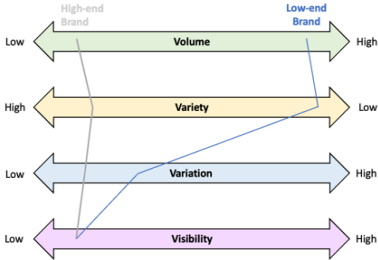 High-end
Brand
Low-end
Brand
Low
Volume
High
High
Variety
Low
Low
Variation
High
Low
Visibility
High